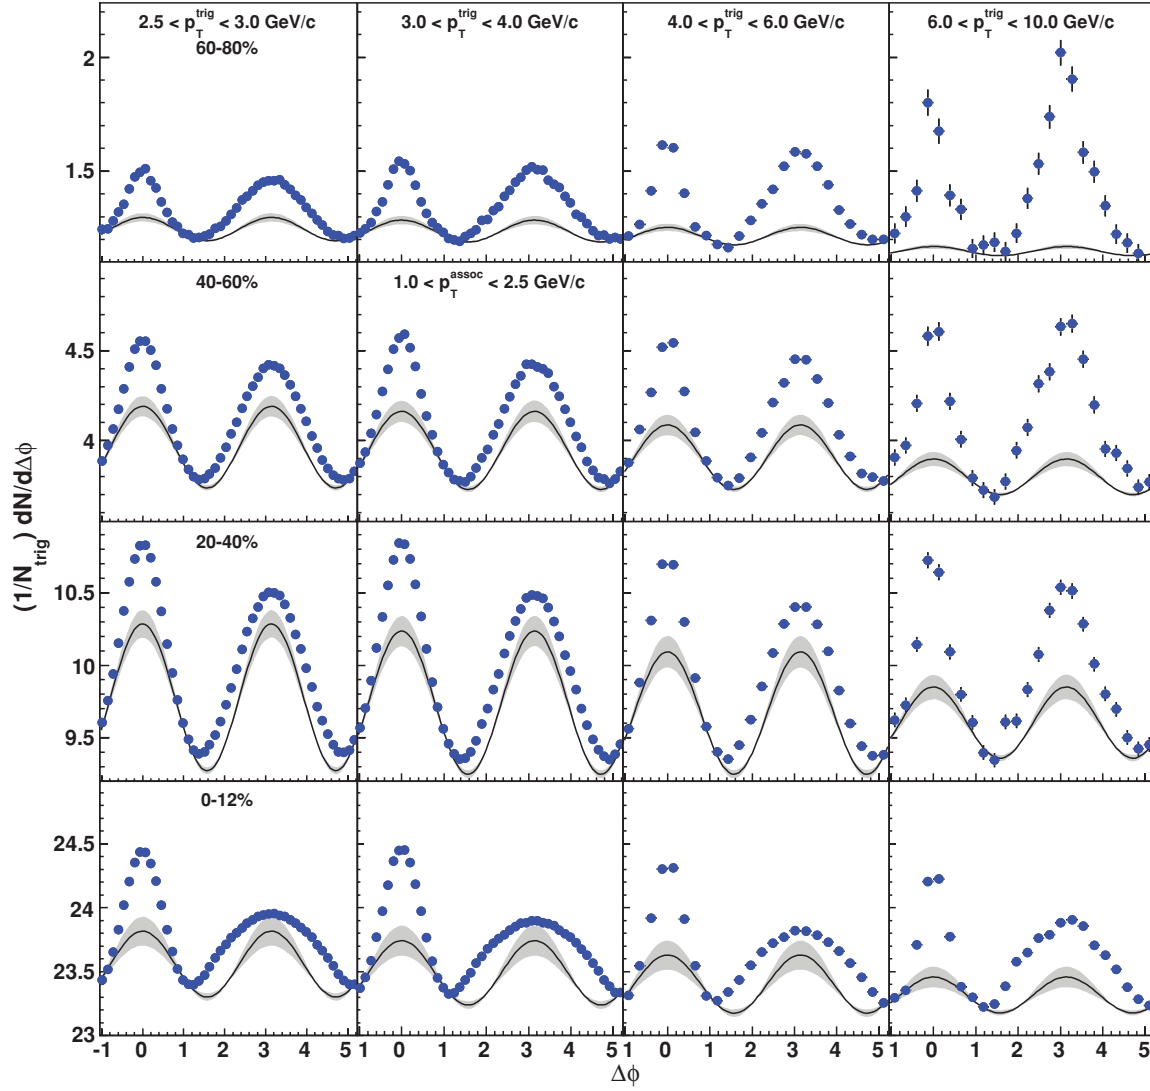 2.5 < p_T^trig < 3.0 GeV/c
3.0 < p_T^trig < 4.0 GeV/c
4.0 < p_T^trig < 6.0 GeV/c
6.0 < p_T^trig < 10.0 GeV/c
60-80%
2
1.5
40-60%
1.0 < p_T^assoc < 2.5 GeV/c
4.5
4
20-40%
10.5
10
9.5
0-12%
24.5
24
23.5
23
(1/N_trig) dN/dΔϕ
-1 0 1 2 3 4 5
1 0 1 2 3 4 5
1 0 1 2 3 4 5
1 0 1 2 3 4 5
Δϕ